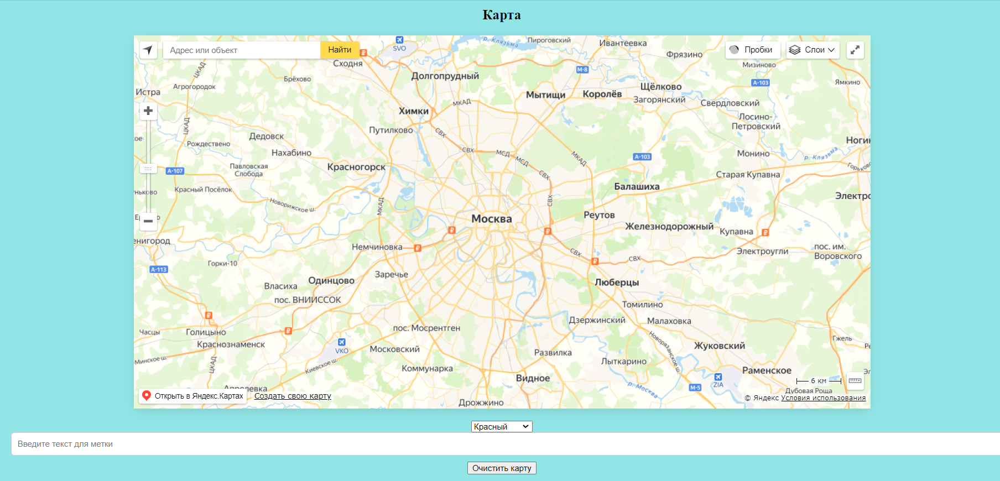 Карта
Адрес или объект
Найти
Пробки
Слои
SVO
р. Клязьма
Пироговский
Ивантеевка
Фрязино
Сходня
ЦКАД
Долгопрудный
М-8
Мизиново
Брёхово
Агрогородок
Истра
Мытищи
Королёв
Щёлково
А-103
Ямкино
Загорянский
Свердловский
МКАД
Химки
Лосино-
Петровский
ЦКАД
Путилково
СВХ
Дедовск
Рождествено
Нахабино
СВХ
МСД
МСД
МКАД
А-103
Монино
р. Клязьма
Павловская
Слобода
Красногорск
А-107
СВХ
Старая Купавна
Красный Посёлок
Балашиха
СВХ
МКАД
Новорижское ш.
Москва
Реутов
Железнодорожный
Купавна
Немчиновка
СВХ
СВХ
Электроугли
пос. им.
Воровского
Горки-10
А-113
Заречье
Одинцово
Власиха
Люберцы
пос. ВНИИССОК
Томилино
Дзержинский
Малаховка
пос. Мосрентген
Часцы
Голицыно
Краснознаменск
Новорязанское ш.
Гжель
VKO
Московский
Развилка
Жуковский
Минское ш.
ЦКАД
Киевское ш.
Коммунарка
Лыткарино
Раменское
Видное
р. Москва
ZIA
М-5
6 км
Апрелевка
Дубовая Роща
Открыть в Яндекс.Картах
Создать свою карту
Дрожжино
© Яндекс Условия использования
Красный
Введите текст для метки
Очистить карту